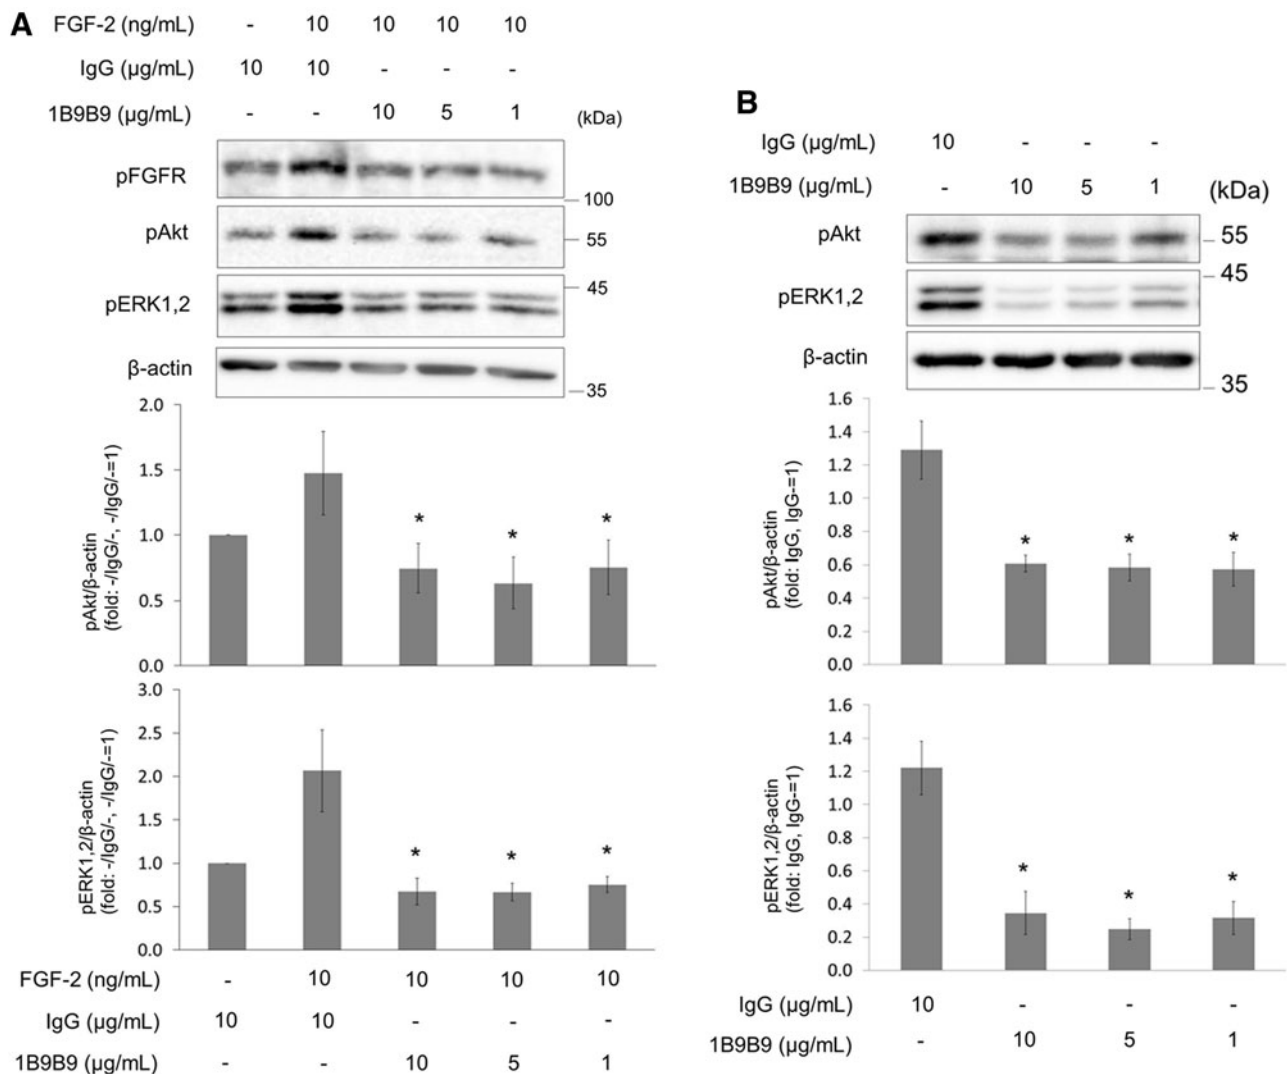 A
FGF-2 (ng/mL) - 10 10 10 10
IgG (µg/mL) 10 10 - - -
1B9B9 (µg/mL) - - 10 5 1 (kDa)
pFGFR
100
pAkt
55
45
pERK1,2
β-actin
35
2.0
1.5
1.0
0.5
0.0
pAkt/β-actin
(fold: -/IgG/-, -/IgG/-=1)
* * *
3.0
2.5
2.0
1.5
1.0
0.5
0.0
pERK1,2/β-actin
(fold: -/IgG/-, -/IgG/-=1)
* * *
FGF-2 (ng/mL) - 10 10 10 10
IgG (µg/mL) 10 10 - - -
1B9B9 (µg/mL) - - 10 5 1
B
IgG (µg/mL) 10 - - -
1B9B9 (µg/mL) - 10 5 1 (kDa)
pAkt
55
45
pERK1,2
β-actin
35
1.6
1.4
1.2
1.0
0.8
0.6
0.4
0.2
0.0
pAkt/β-actin
(fold: IgG, IgG-=1)
* * *
1.6
1.4
1.2
1.0
0.8
0.6
0.4
0.2
0.0
pERK1,2/β-actin
(fold: IgG, IgG-=1)
* * *
IgG (µg/mL) 10 - - -
1B9B9 (µg/mL) - 10 5 1